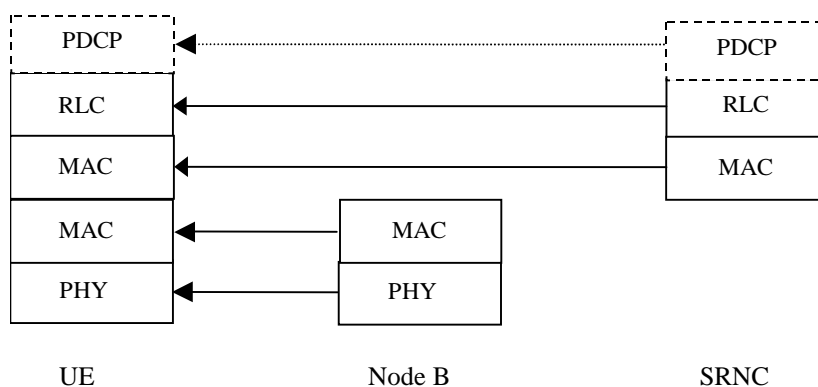 PDCP PDCP
RLC RLC
MAC MAC
MAC MAC
PHY PHY
UE Node B SRNC